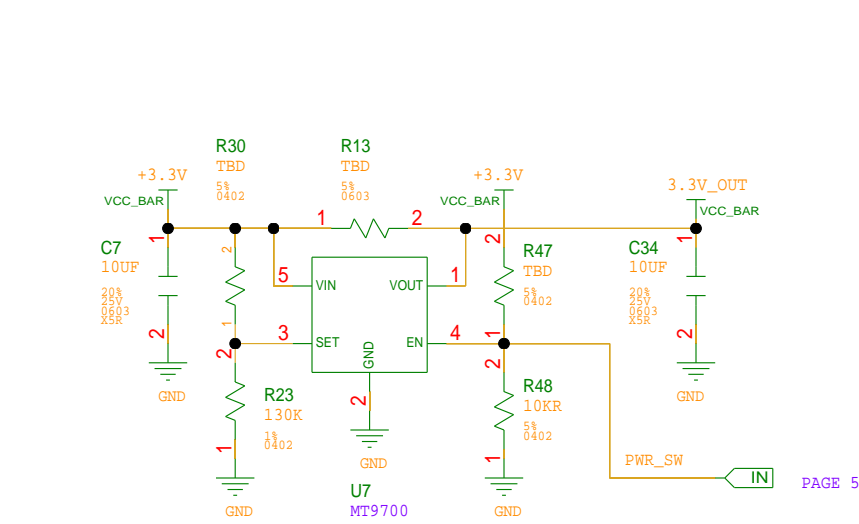 R30
TBD
5%
0402
R13
TBD
5%
0603
+3.3V
VCC_BAR
+3.3V
VCC_BAR
3.3V_OUT
VCC_BAR
1
2
C7
10UF
20%
25V
0603
X5R
1
2
GND
2
1
5
VIN
VOUT
1
3
SET
EN
4
GND
2
GND
U7
MT9700
2
R23
130K
1%
0402
1
GND
2
R47
TBD
5%
0402
1
2
R48
10KR
5%
0402
1
GND
C34
10UF
20%
25V
0603
X5R
1
2
GND
PWR_SW
IN
PAGE 5